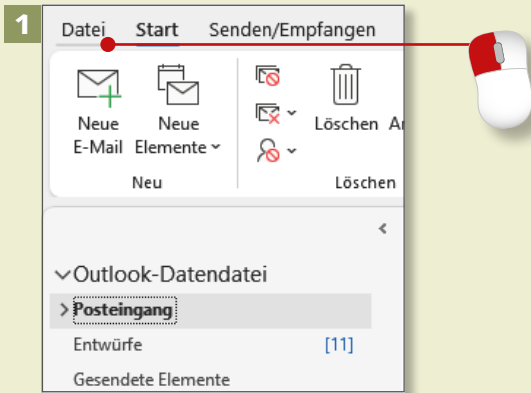 1
Datei Start Senden/Empfangen
Neue E-Mail
Neue Elemente
Löschen
Neu
Löschen
Outlook-Datendatei
Posteingang
Entwürfe [11]
Gesendete Elemente